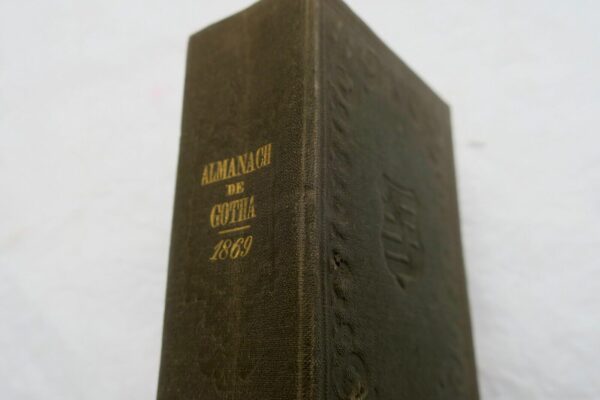 ALMANACH
DE
GOTHA
1869